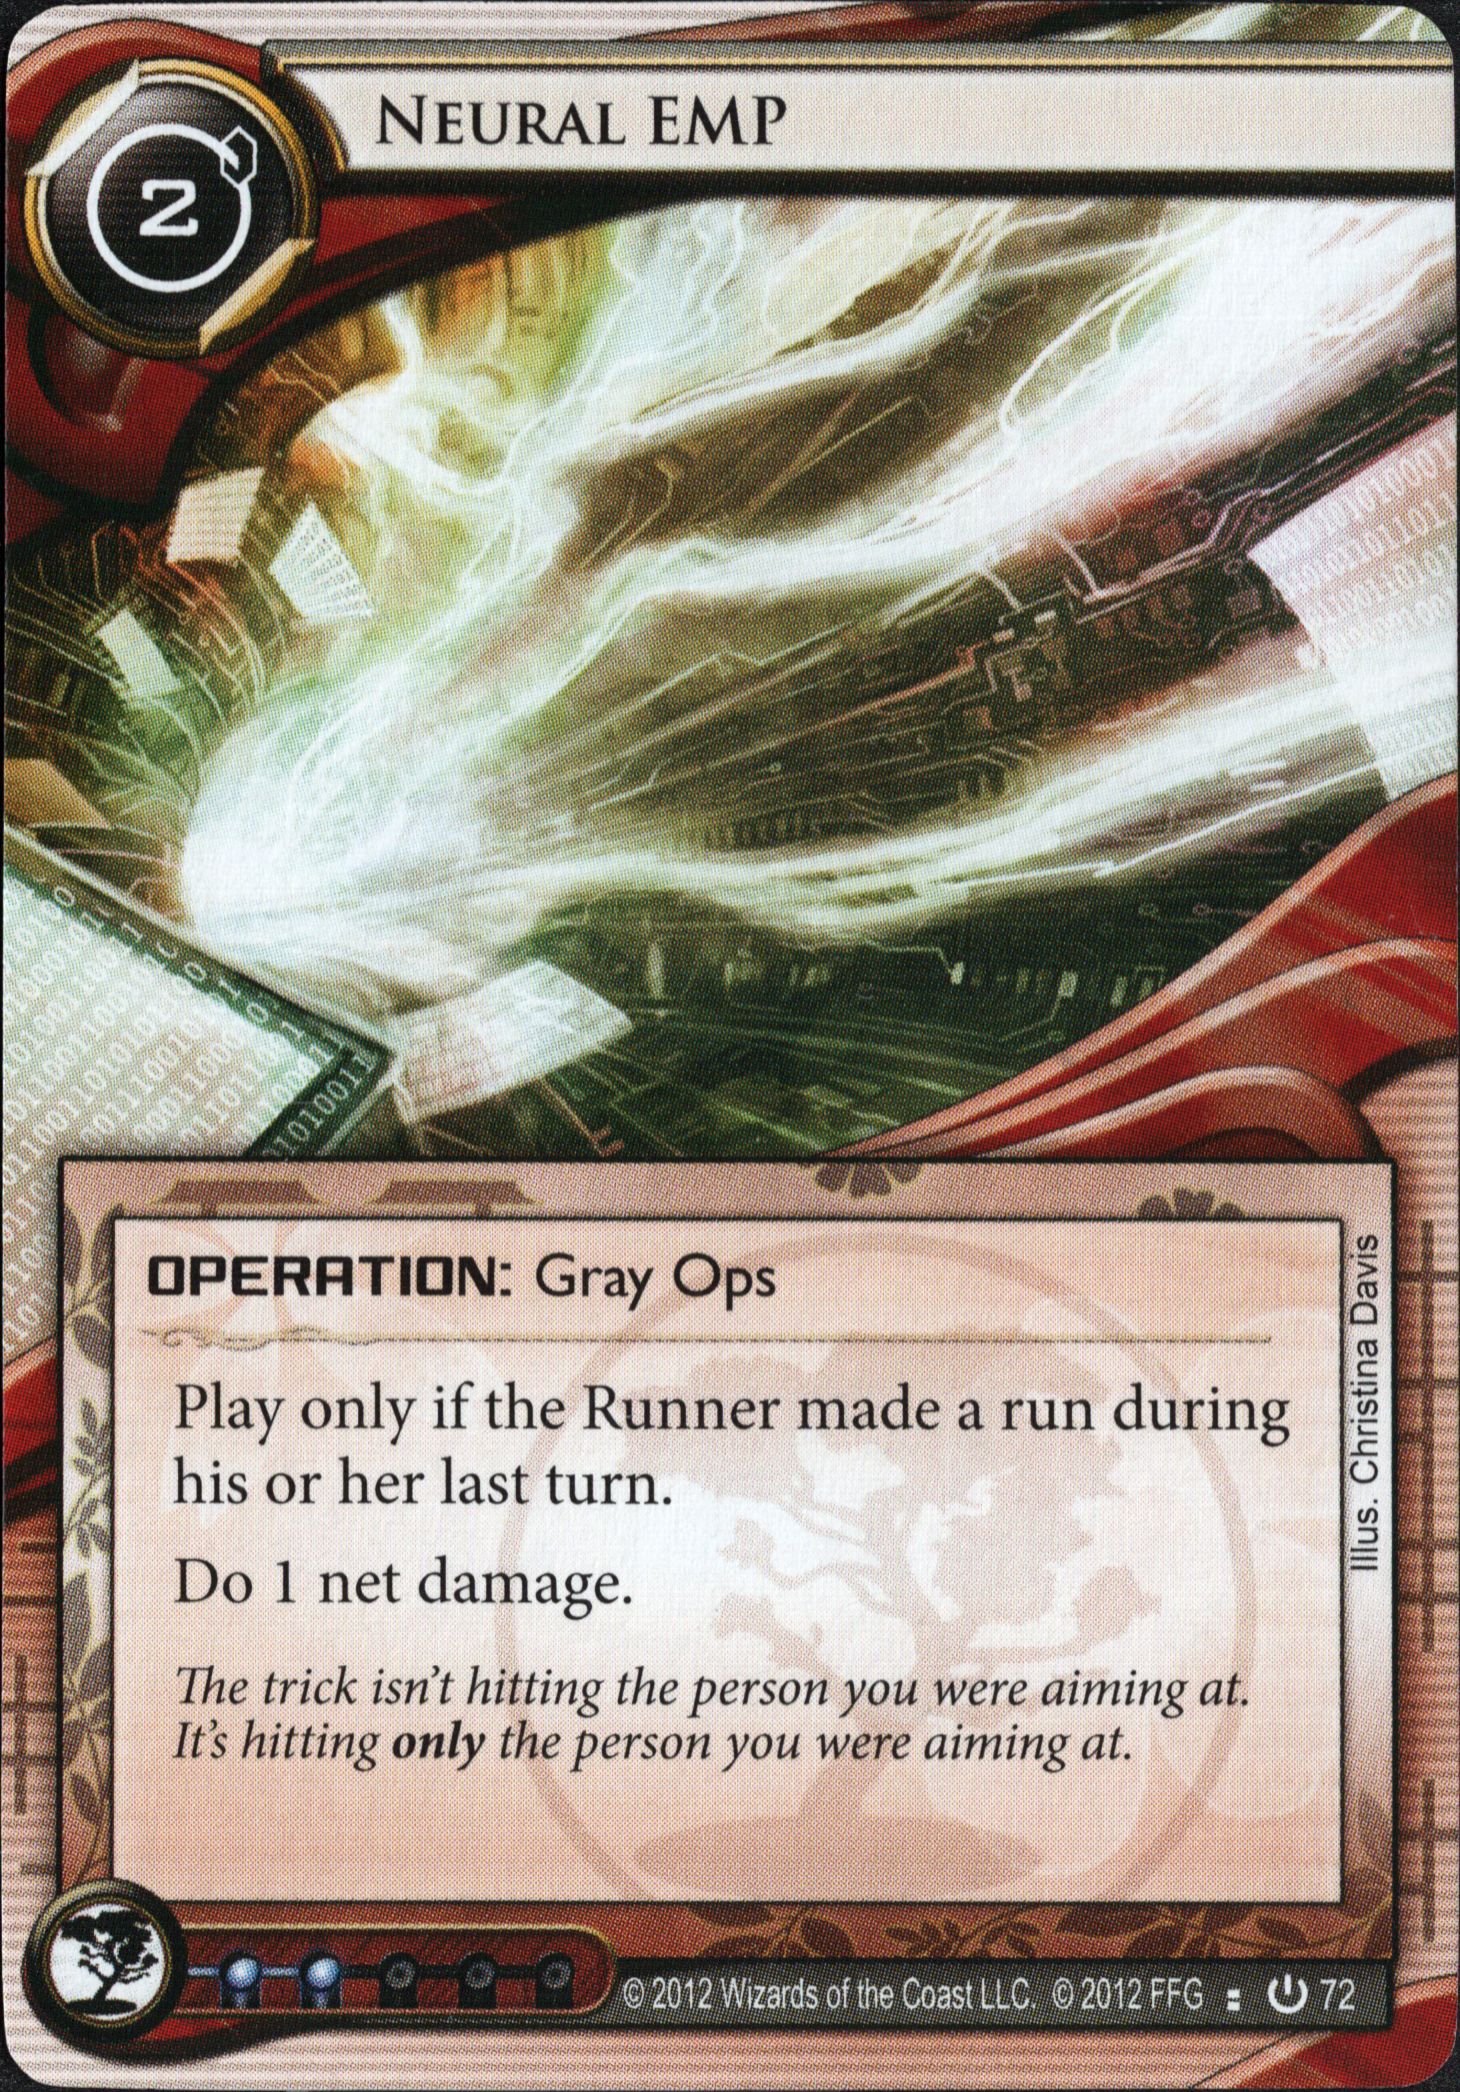 2
Neural EMP
OPERATION: Gray Ops
Play only if the Runner made a run during
his or her last turn.
Do 1 net damage.
The trick isn't hitting the person you were aiming at.
It's hitting only the person you were aiming at.
Illus. Christina Davis
© 2012 Wizards of the Coast LLC. © 2012 FFG 72